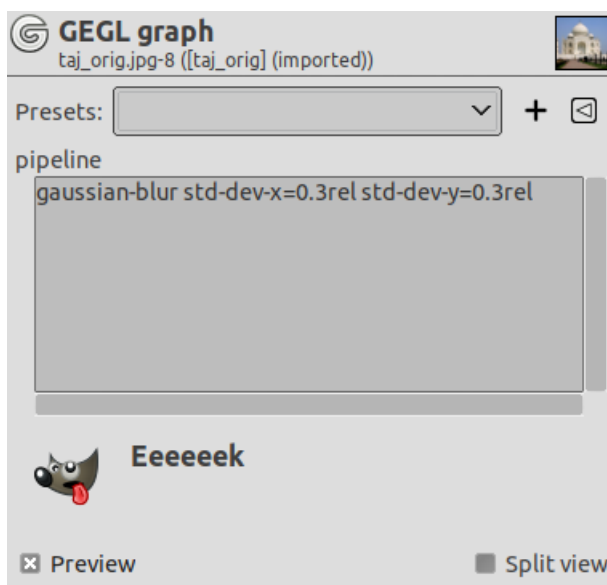 GEGL graph
taj_orig.jpg-8 ([taj_orig] (imported))
Presets:
pipeline
gaussian-blur std-dev-x=0.3rel std-dev-y=0.3rel
Eeeeeek
Preview
Split view